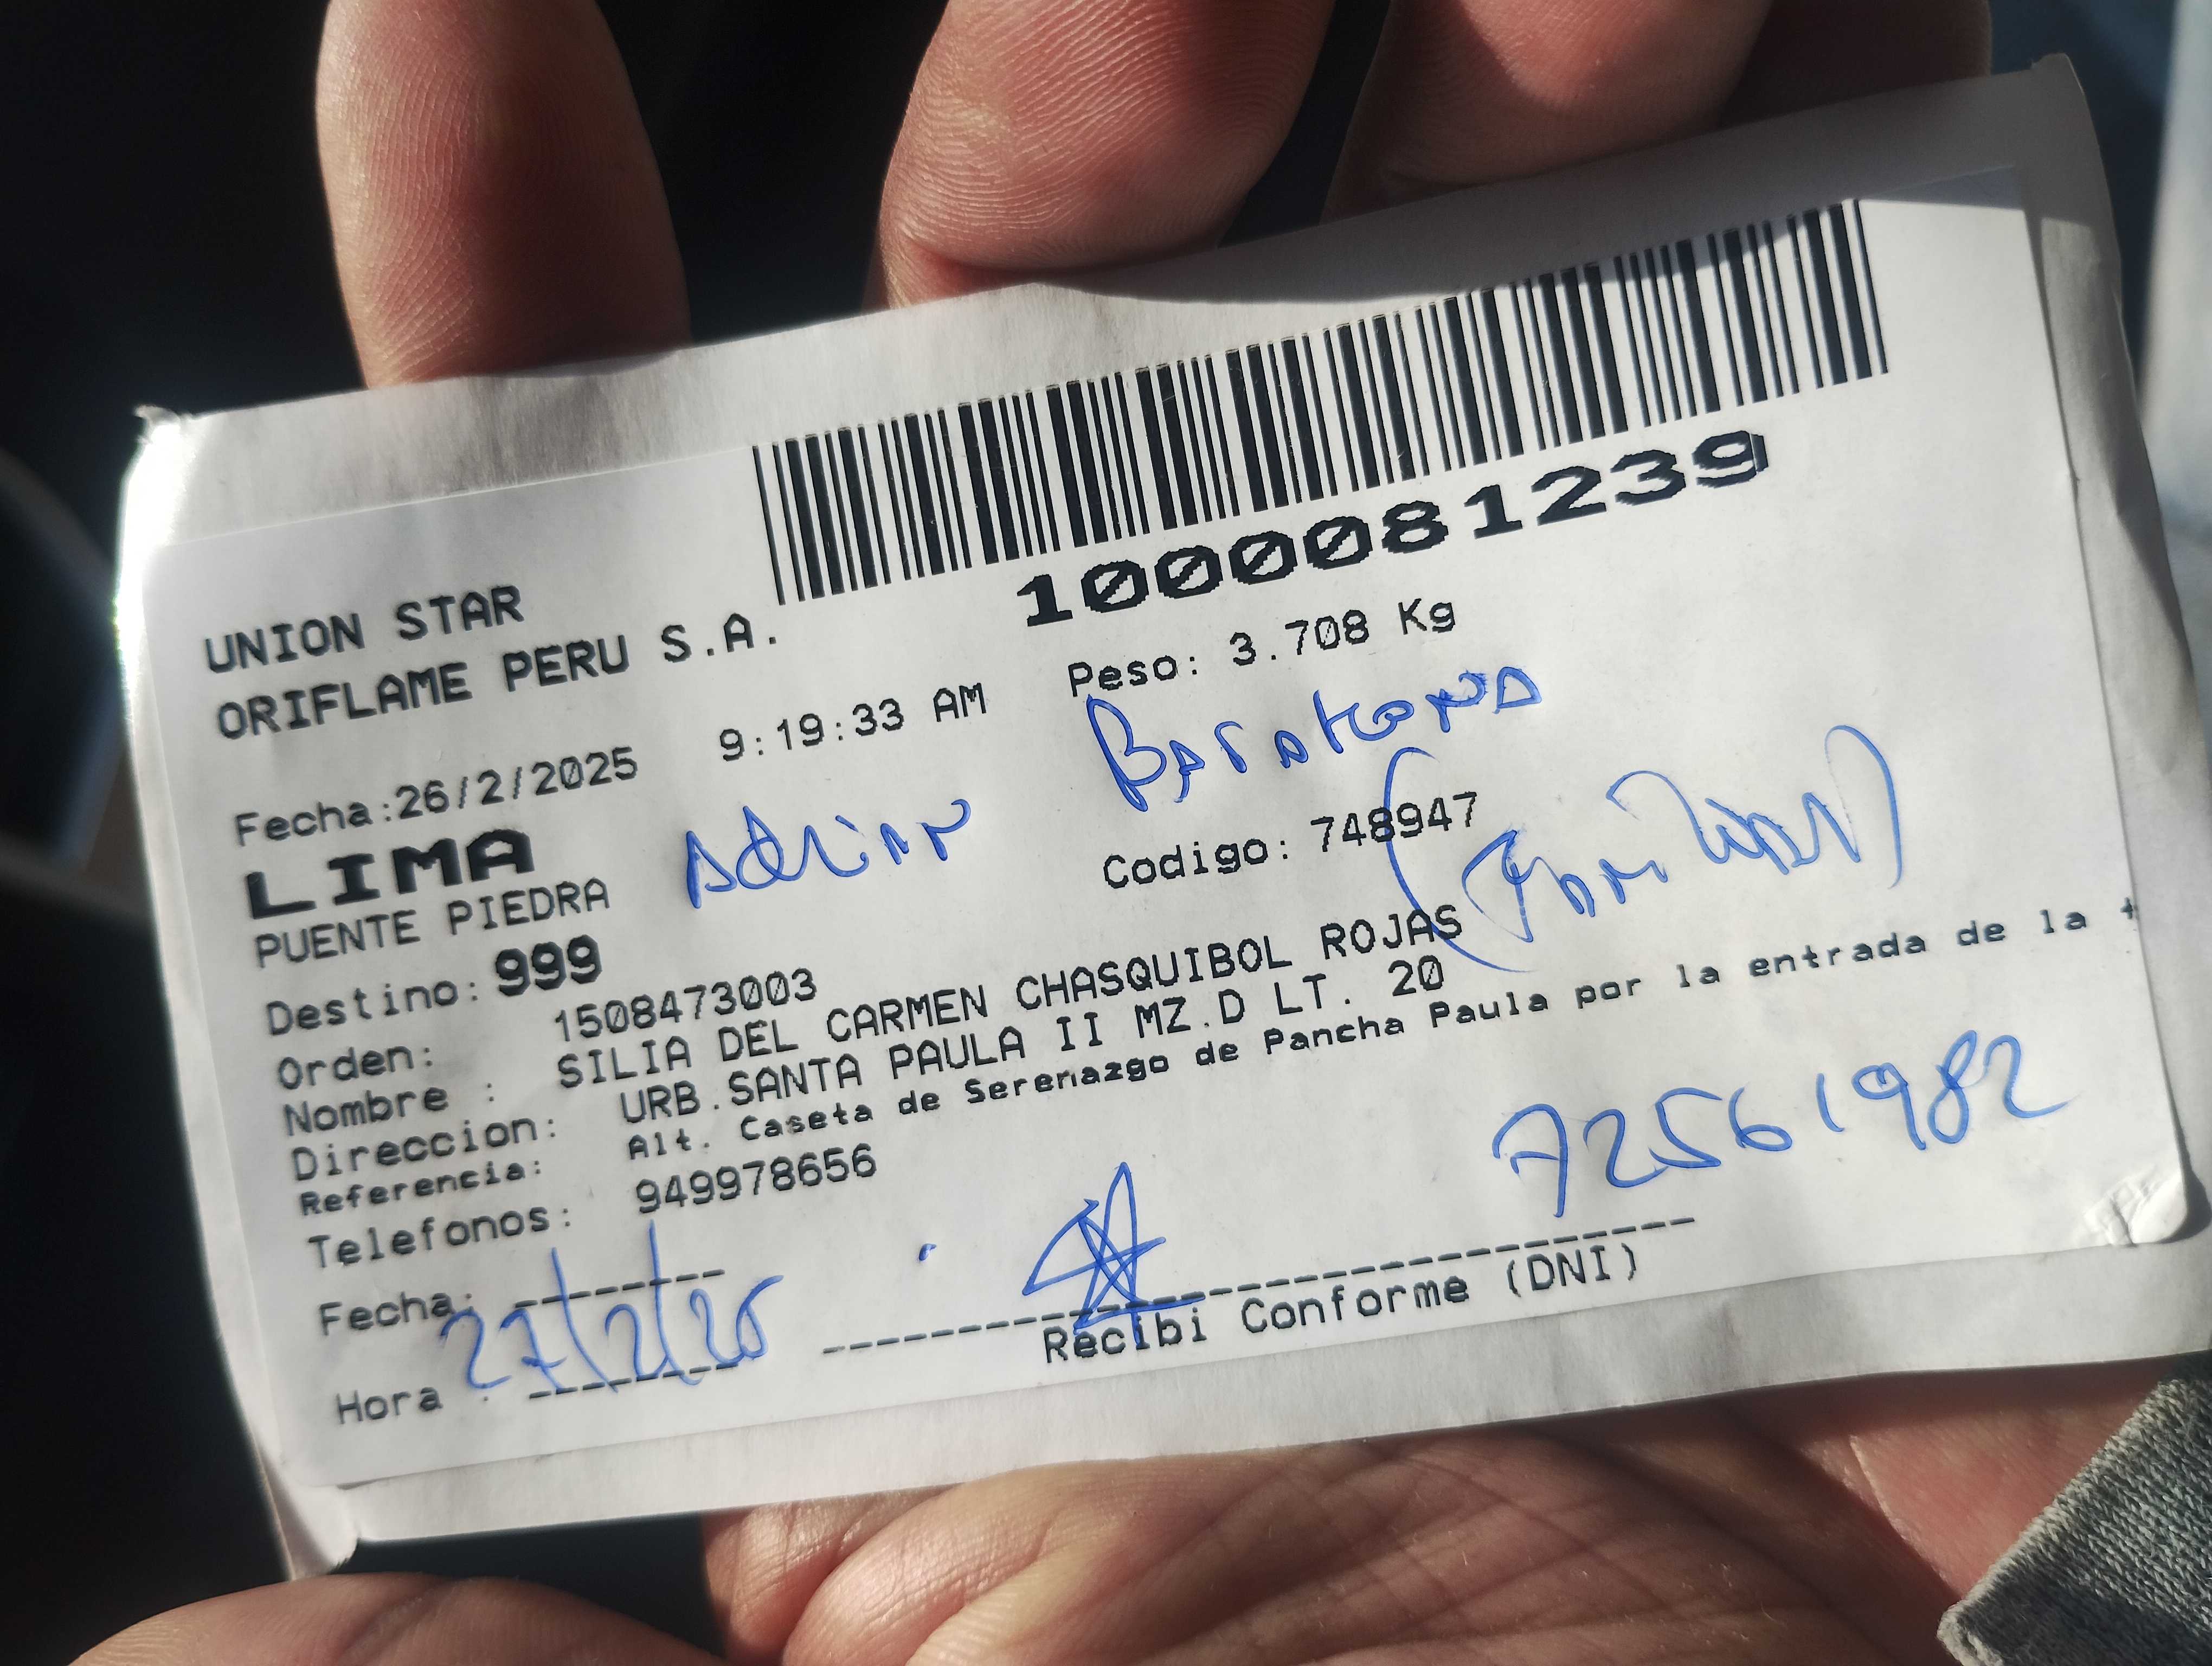 1000081239
UNION STAR
ORIFLAME PERU S.A.
Fecha:26/2/2025 9:19:33 AM Peso: 3.708 Kg
LIMA
Adrian
PUENTE PIEDRA Codigo: 748947
Destino: 999
Orden: 1508473003
Nombre : SILIA DEL CARMEN CHASQUIBOL ROJAS
Direccion: URB.SANTA PAULA II MZ.D LT. 20
Referencia: Alt. Caseta de Serenazgo de Pancha Paula por la entrada de la t
Telefonos: 949978656
72561982
Fecha: 27/2/25
Recibi Conforme (DNI)
Hora :